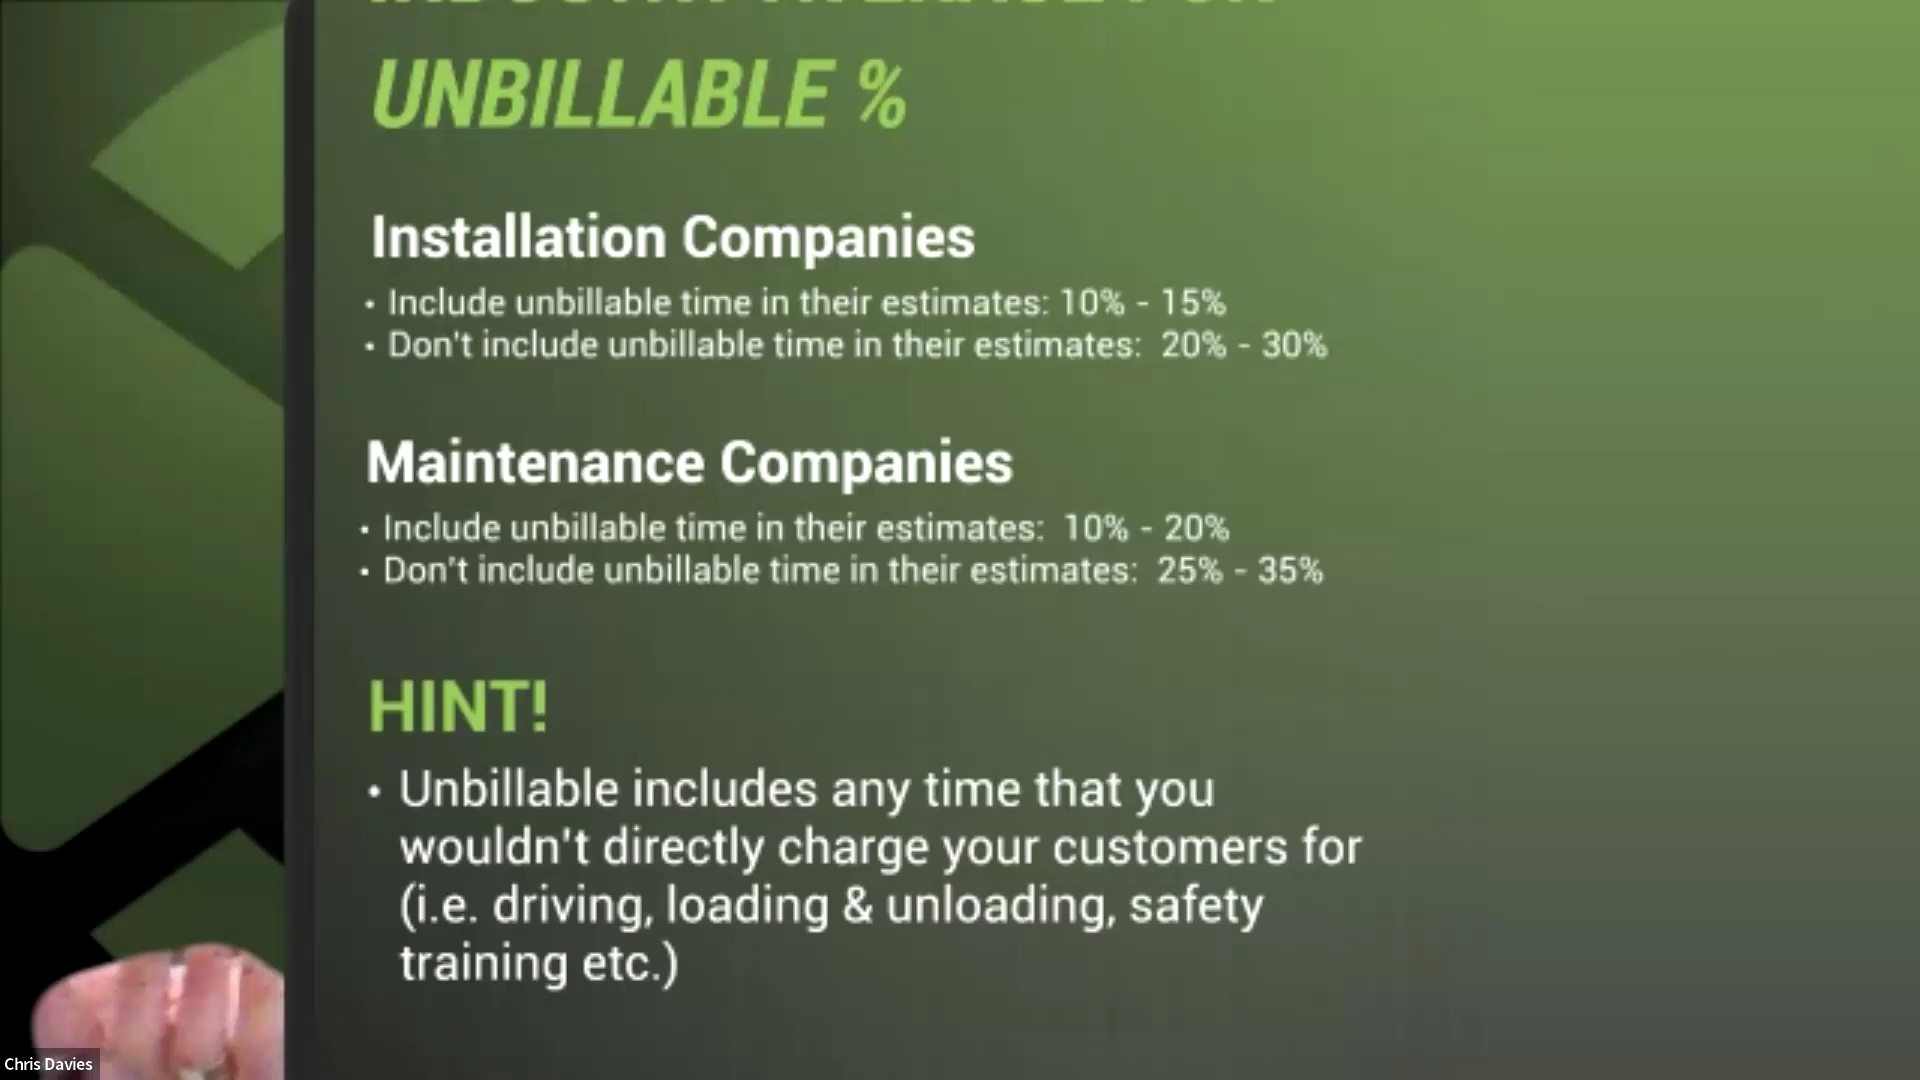 UNBILLABLE %
Installation Companies
• Include unbillable time in their estimates: 10% - 15%
• Don't include unbillable time in their estimates: 20% - 30%
Maintenance Companies
• Include unbillable time in their estimates: 10% - 20%
• Don't include unbillable time in their estimates: 25% - 35%
HINT!
• Unbillable includes any time that you
wouldn't directly charge your customers for
(i.e. driving, loading & unloading, safety
training etc.)
Chris Davies